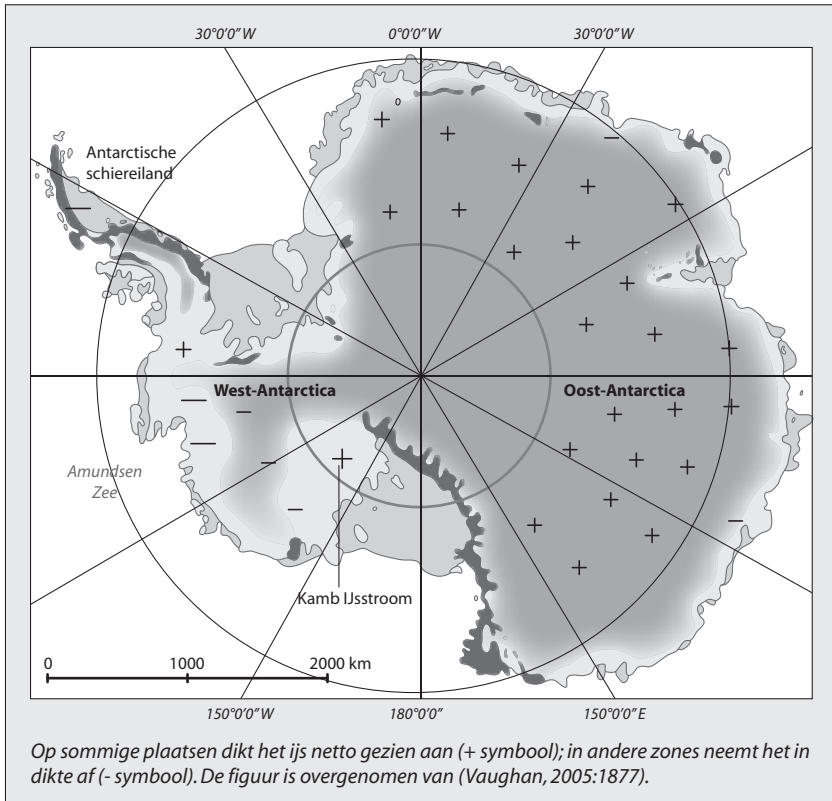 30°0'0"W 0°0'0" 30°0'0"W
Antarctische
schiereiland
West-Antarctica Oost-Antarctica
Amundsen
Zee
Kamb IJsstroom
0 1000 2000 km
150°0'0"W 180°0'0" 150°0'0"E
Op sommige plaatsen dikt het ijs netto gezien aan (+ symbool); in andere zones neemt het in
dikte af (- symbool). De figuur is overgenomen van (Vaughan, 2005:1877).